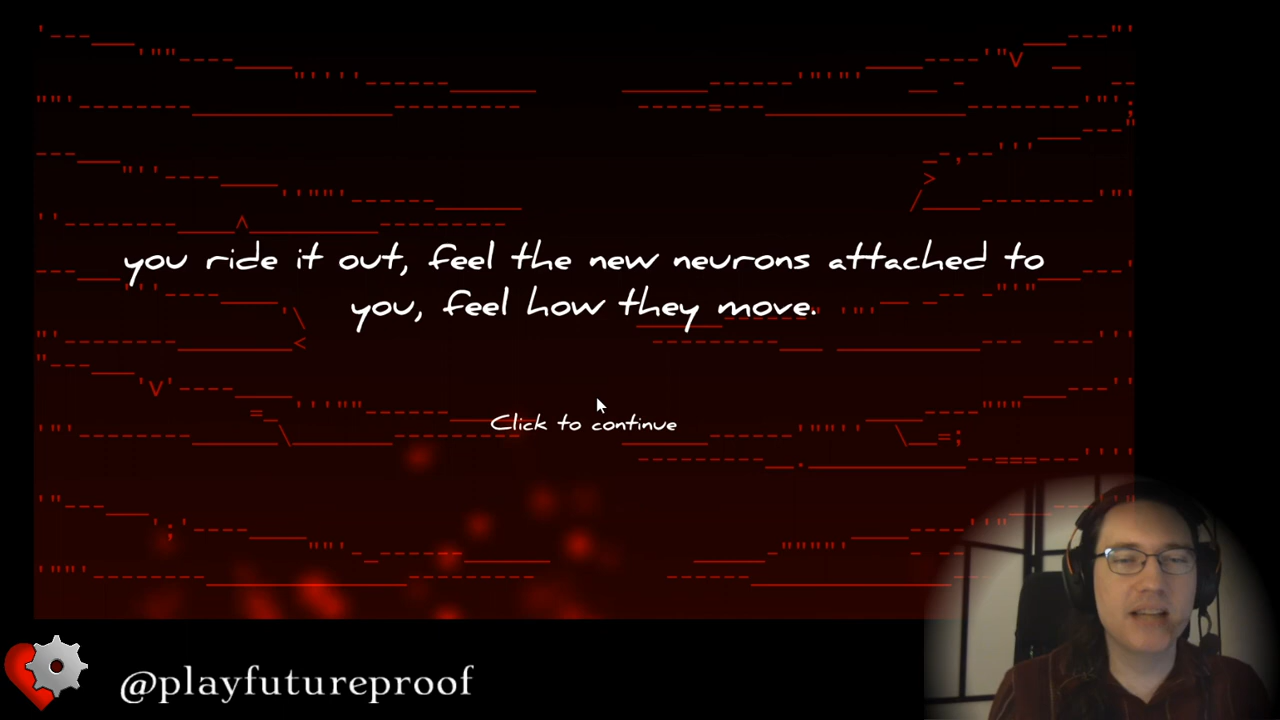 you ride it out, feel the new neurons attached to
you, feel how they move.
Click to continue
@playfutureproof